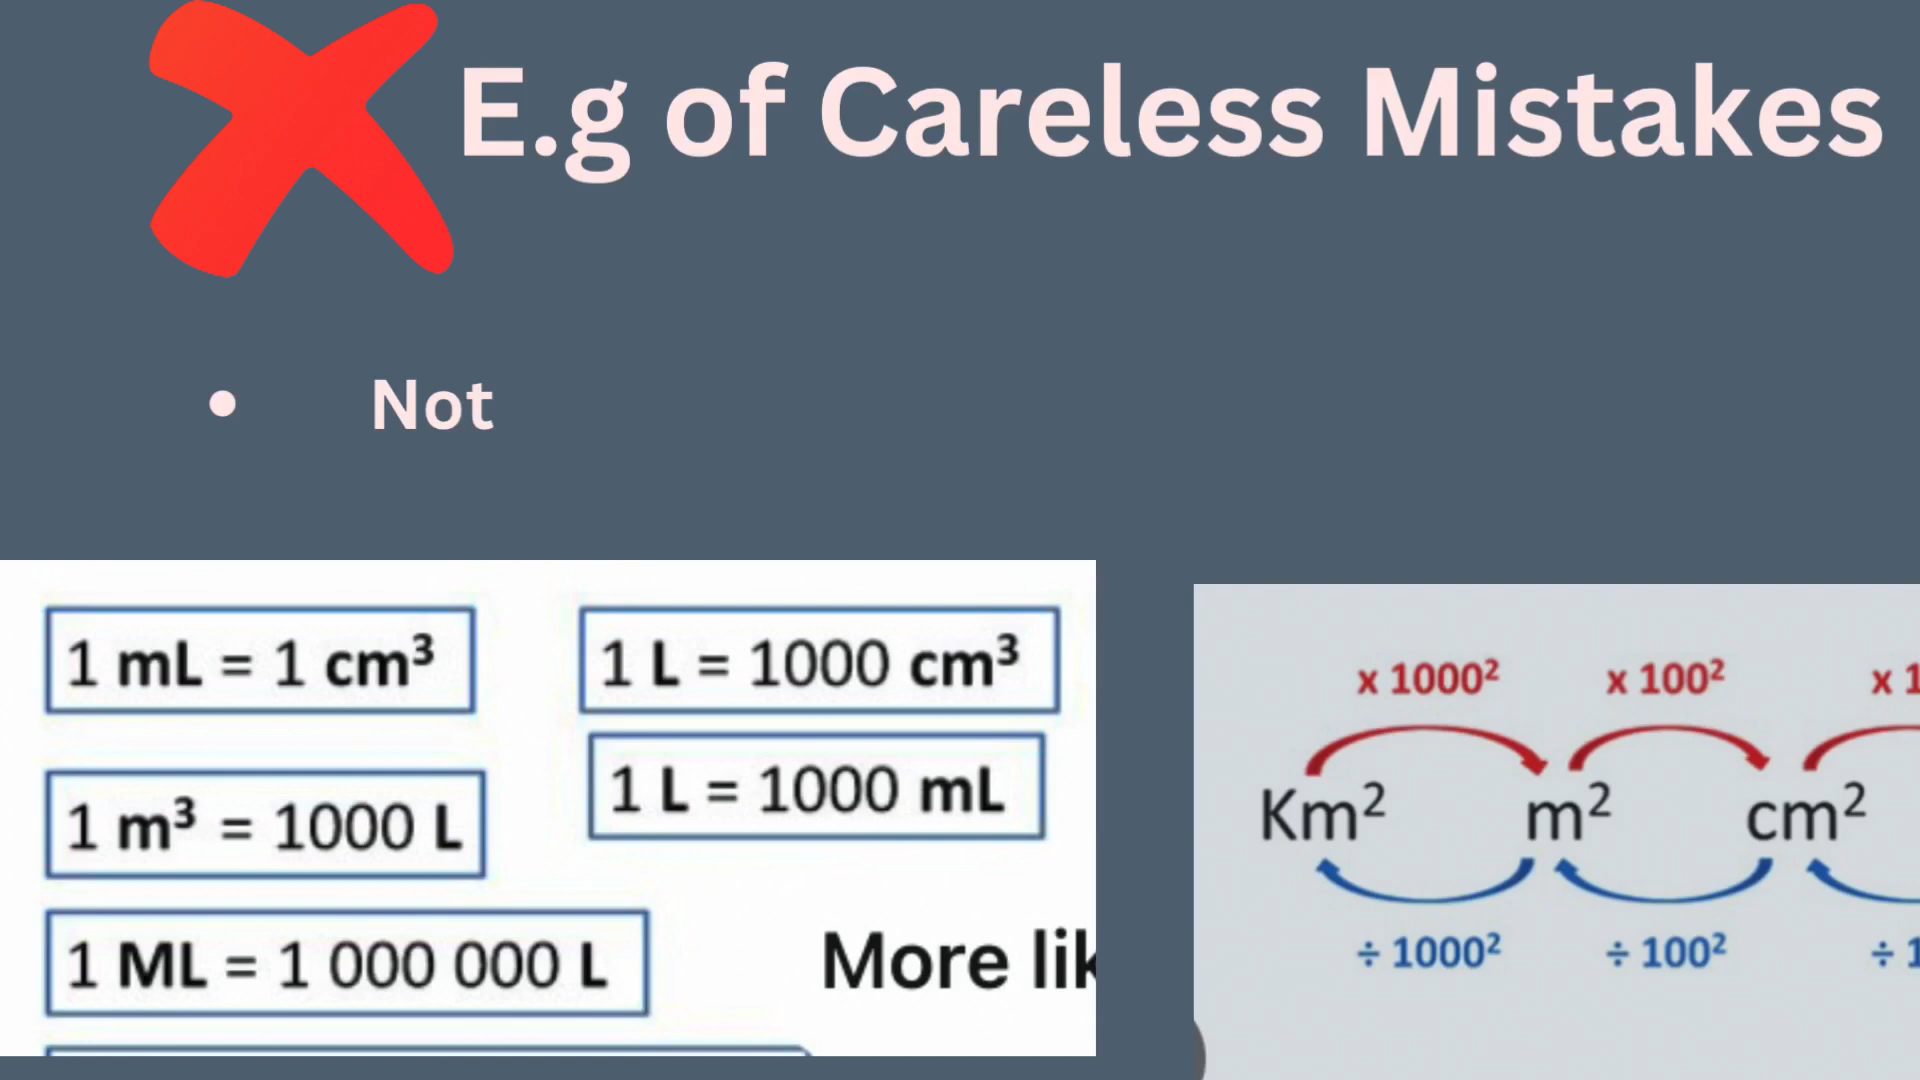 E.g of Careless Mistakes
• Not
1 mL = 1 cm³
1 L = 1000 cm³
1 L = 1000 mL
1 m³ = 1000 L
1 ML = 1 000 000 L
More lik
x 1000² x 100² x 1
Km² m² cm²
÷ 1000² ÷ 100² ÷ 1